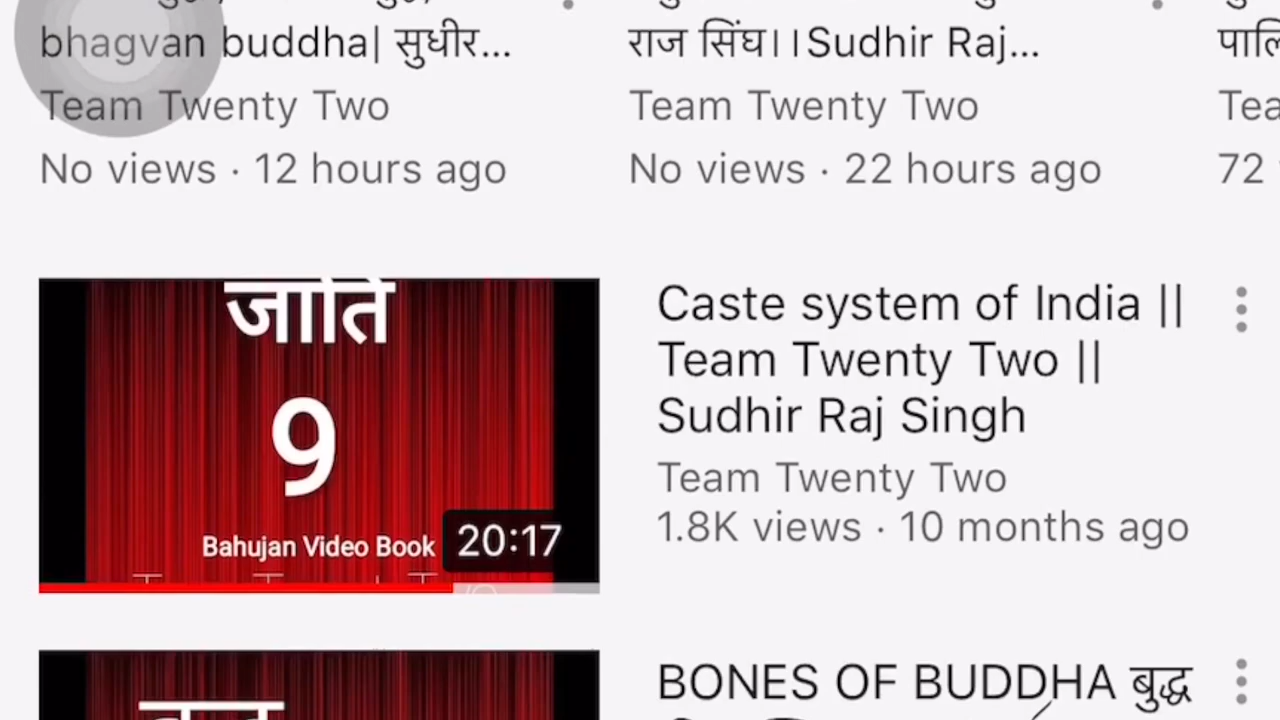 bhagvan buddha| सुधीर...
Team Twenty Two
No views · 12 hours ago
राज सिंघ।।Sudhir Raj...
Team Twenty Two
No views · 22 hours ago
72
जाति
9
Bahujan Video Book
20:17
Caste system of India ||
Team Twenty Two ||
Sudhir Raj Singh
Team Twenty Two
1.8K views · 10 months ago
BONES OF BUDDHA बुद्ध